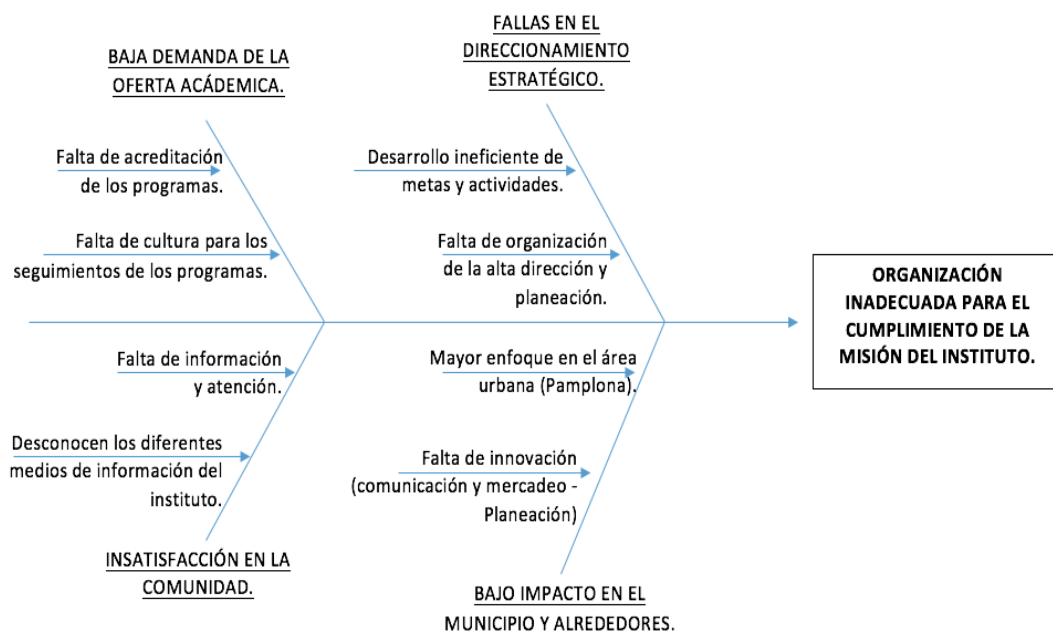 BAJA DEMANDA DE LA
OFERTA ACÁDEMICA.
FALLAS EN EL
DIRECCIONAMIENTO
ESTRATÉGICO.
Falta de acreditación
de los programas.
Falta de cultura para los
seguimientos de los programas.
Desarrollo ineficiente de
metas y actividades.
Falta de organización
de la alta dirección y
planeación.
ORGANIZACIÓN
INADECUADA PARA EL
CUMPLIMIENTO DE LA
MISIÓN DEL INSTITUTO.
Falta de información
y atención.
Desconocen los diferentes
medios de información del
instituto.
Mayor enfoque en el área
urbana (Pamplona).
Falta de innovación
(comunicación y mercadeo -
Planeación)
INSATISFACCIÓN EN LA
COMUNIDAD.
BAJO IMPACTO EN EL
MUNICIPIO Y ALREDEDORES.